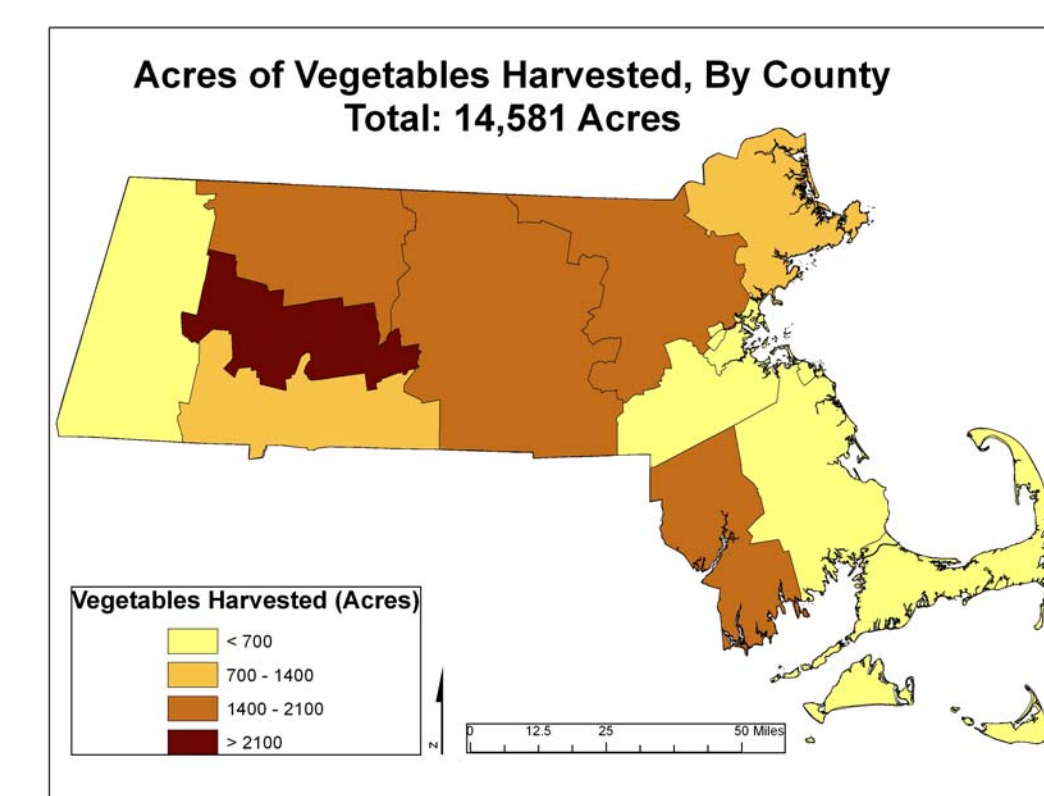 Acres of Vegetables Harvested, By County
Total: 14,581 Acres
Vegetables Harvested (Acres)
< 700
700 - 1400
1400 - 2100
> 2100
z
0 12.5 25 50 Miles